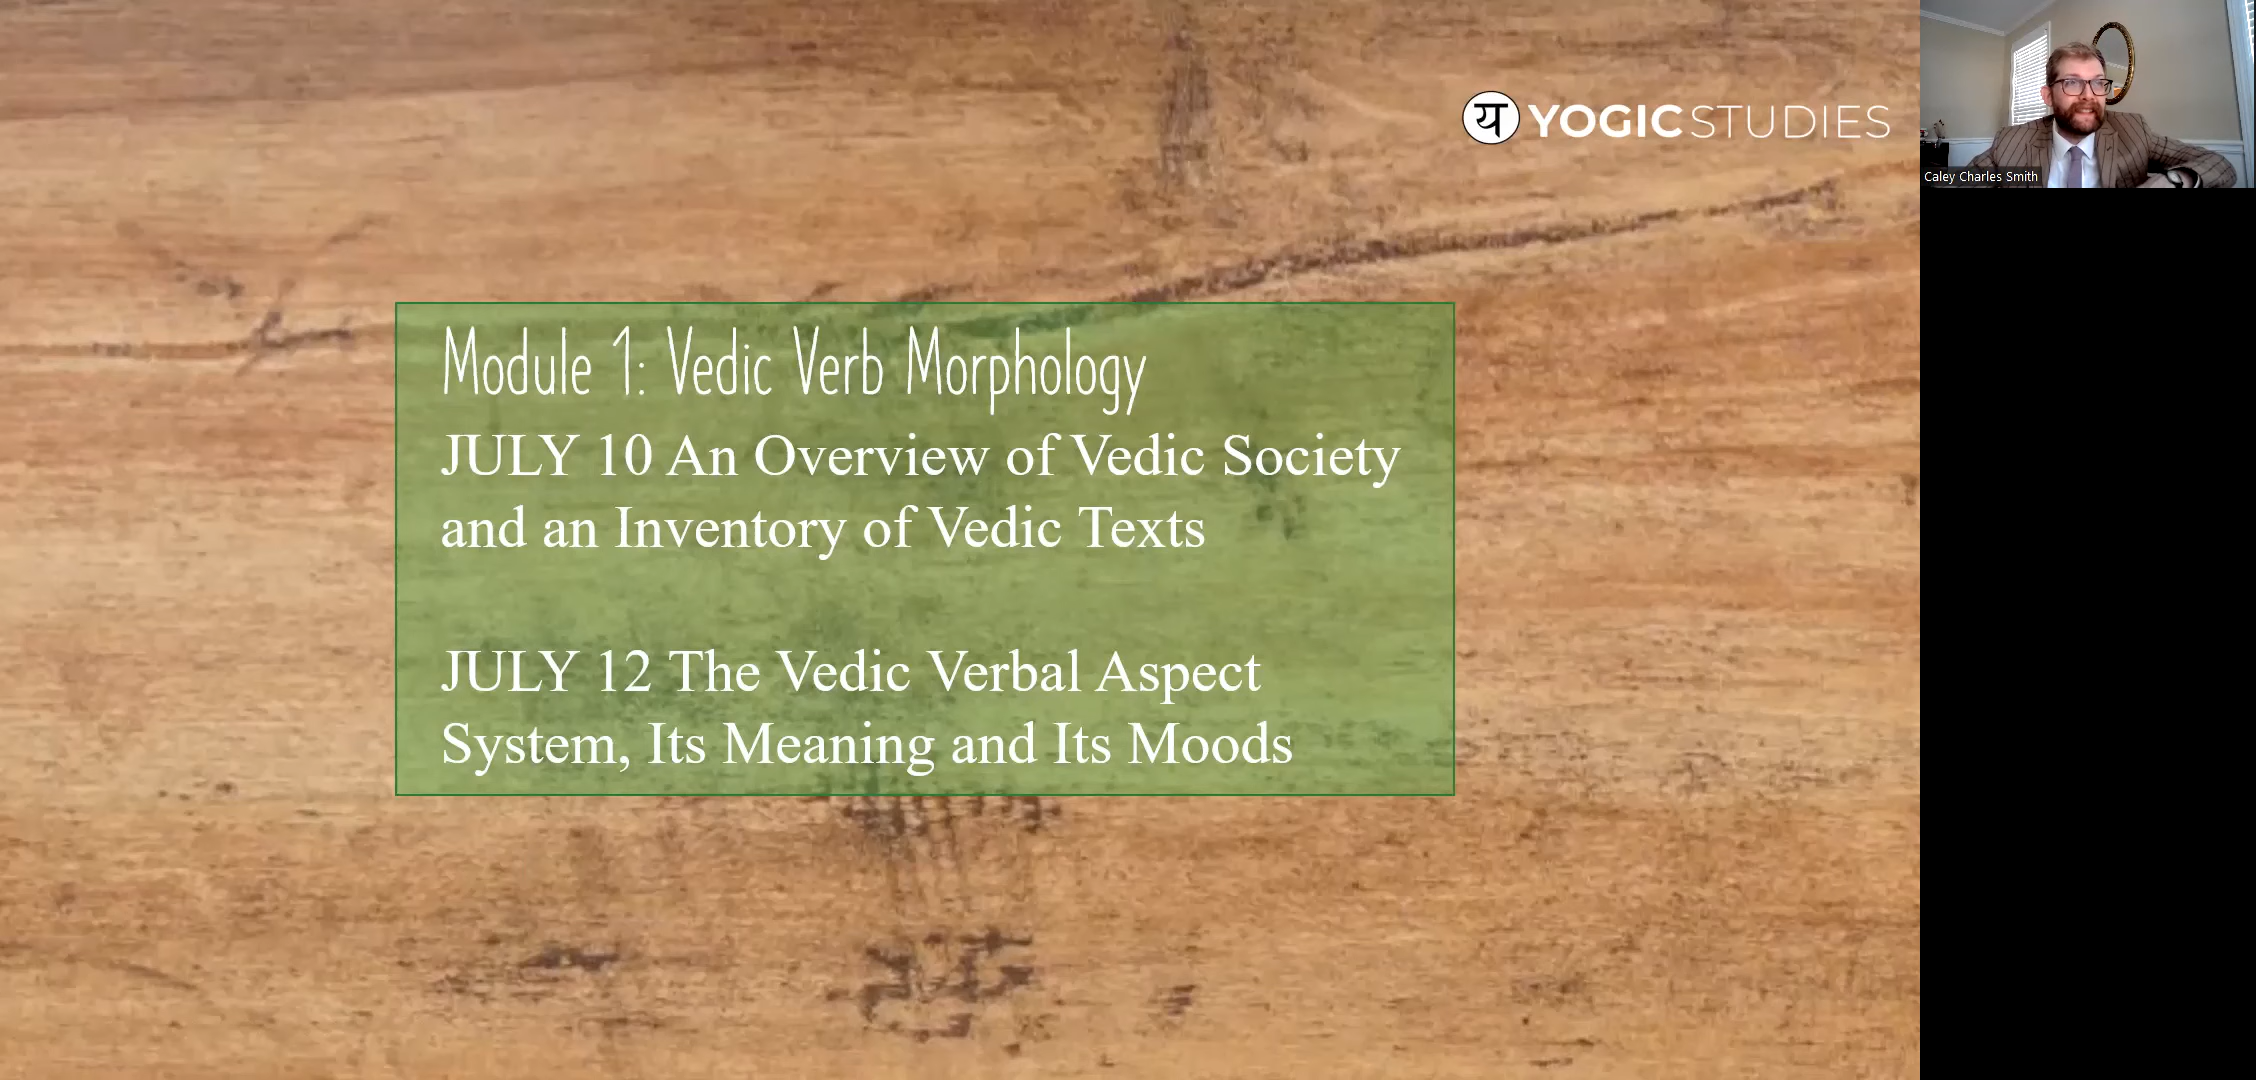 य YOGICSTUDIES
Caley Charles Smith
Module 1: Vedic Verb Morphology
JULY 10 An Overview of Vedic Society
and an Inventory of Vedic Texts
JULY 12 The Vedic Verbal Aspect
System, Its Meaning and Its Moods